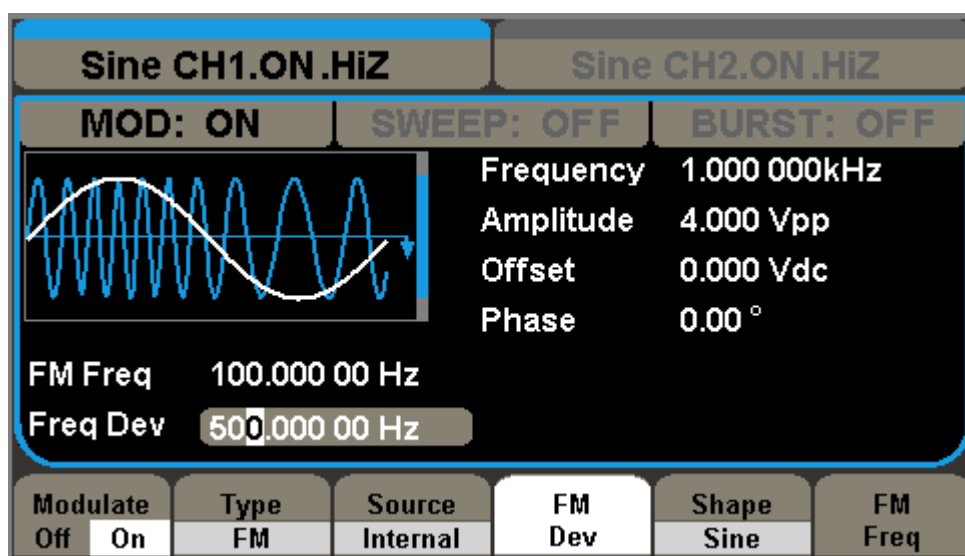 Sine CH1.ON.HiZ
Sine CH2.ON.HiZ
MOD: ON
SWEEP: OFF
BURST: OFF
Frequency 1.000 000kHz
Amplitude 4.000 Vpp
Offset 0.000 Vdc
Phase 0.00 °
FM Freq 100.000 00 Hz
Freq Dev 500.000 00 Hz
Modulate
Off On
Type
FM
Source
Internal
FM
Dev
Shape
Sine
FM
Freq